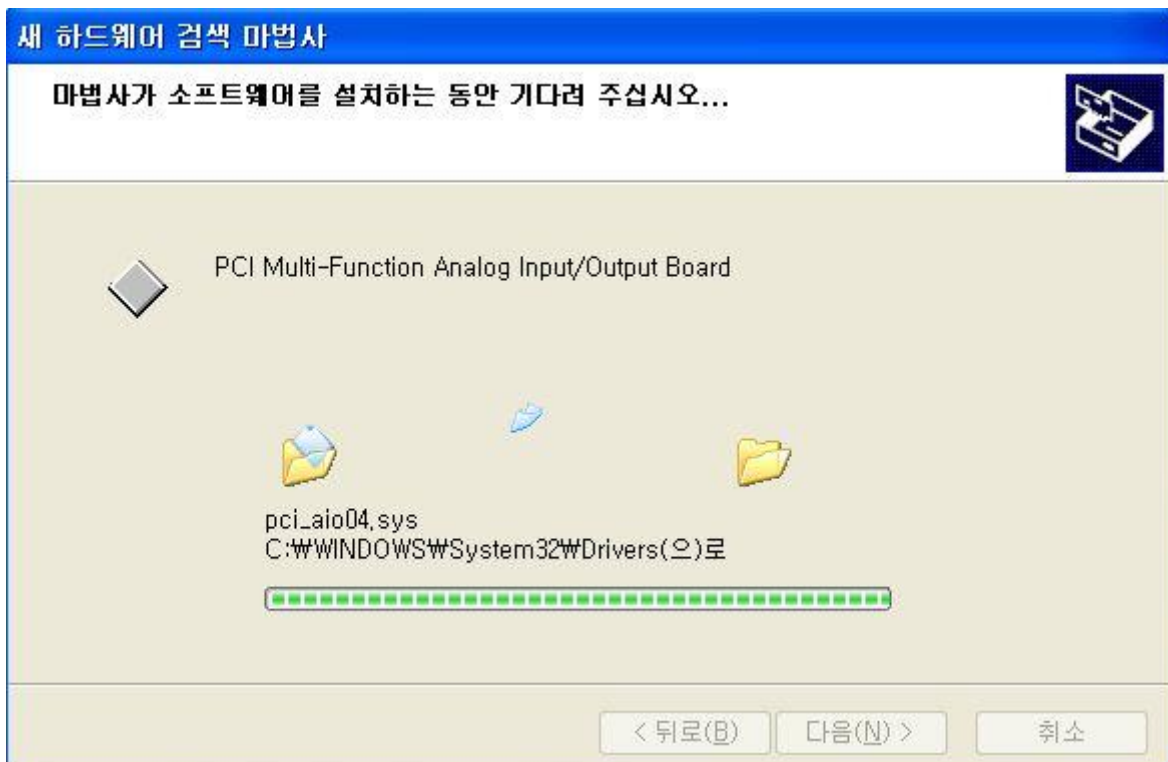 새 하드웨어 검색 마법사
마법사가 소프트웨어를 설치하는 동안 기다려 주십시오...
PCI Multi-Function Analog Input/Output Board
pci_aio04.sys
C:₩WINDOWS₩System32₩Drivers(으)로
< 뒤로(B) 다음(N) > 취소